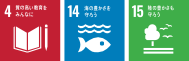 4 質の高い教育を
みんなに
14 海の豊かさを
守ろう
15 陸の豊かさも
守ろう